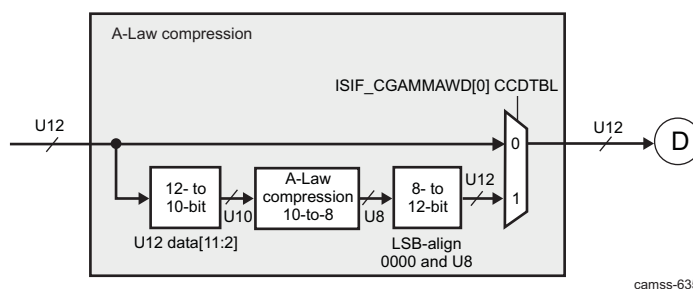 A-Law compression
ISIF_CGAMMAWD[0] CCDTBL
U12
U12
0
D
12- to
10-bit
U10
A-Law
compression
10-to-8
U8
8- to
12-bit
U12
1
U12 data[11:2]
LSB-align
0000 and U8